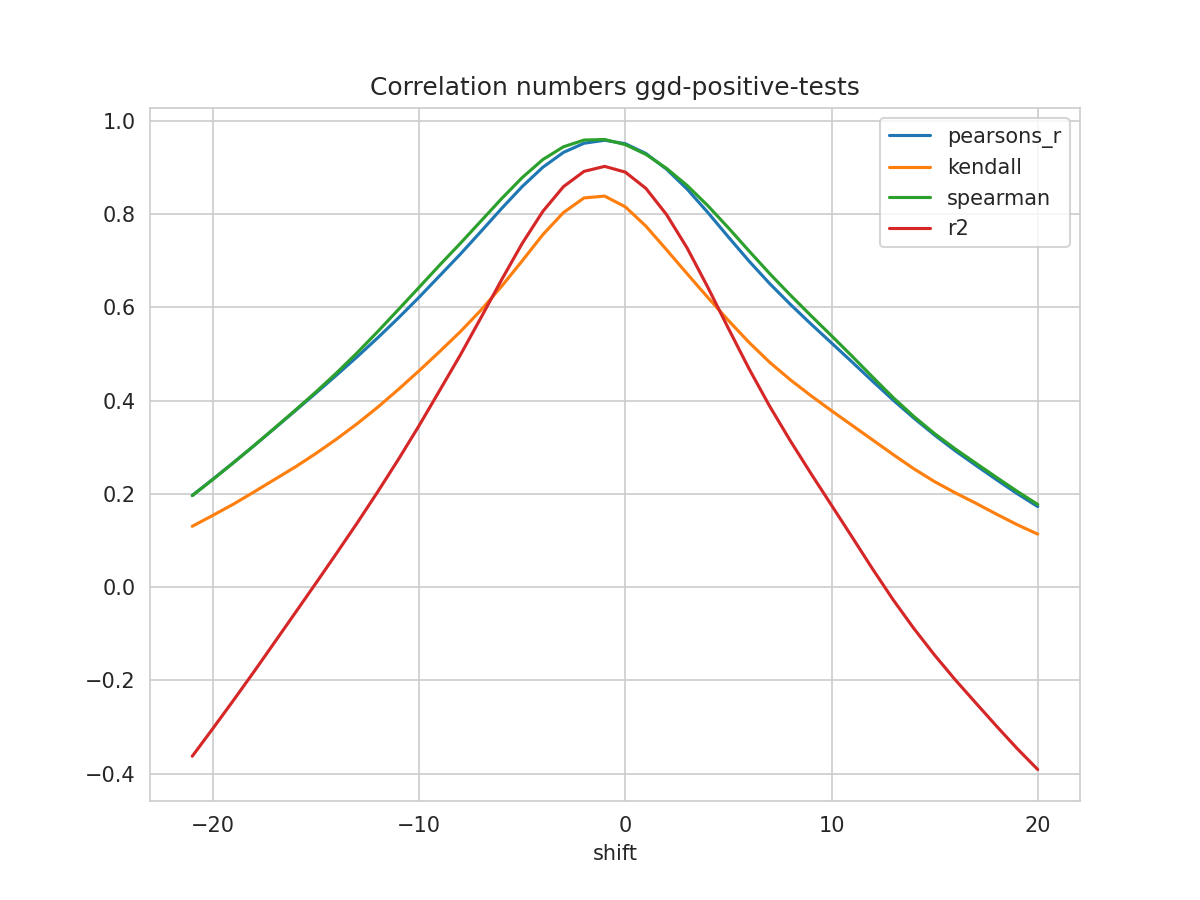 Correlation numbers ggd-positive-tests
1.0
0.8
0.6
0.4
0.2
0.0
−0.2
−0.4
pearsons_r
kendall
spearman
r2
−20
−10
0
10
20
shift